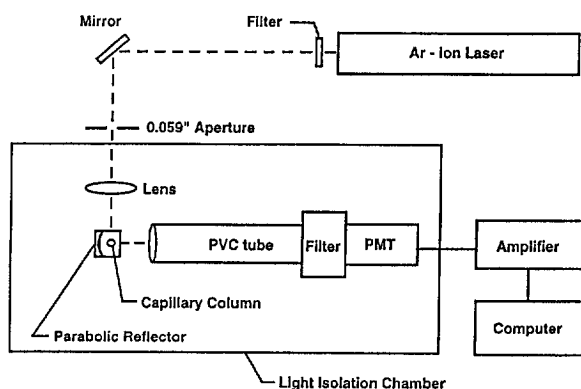 Mirror
Filter
Ar - Ion Laser
0.059" Aperture
Lens
PVC tube
Filter
PMT
Amplifier
Capillary Column
Parabolic Reflector
Computer
Light Isolation Chamber